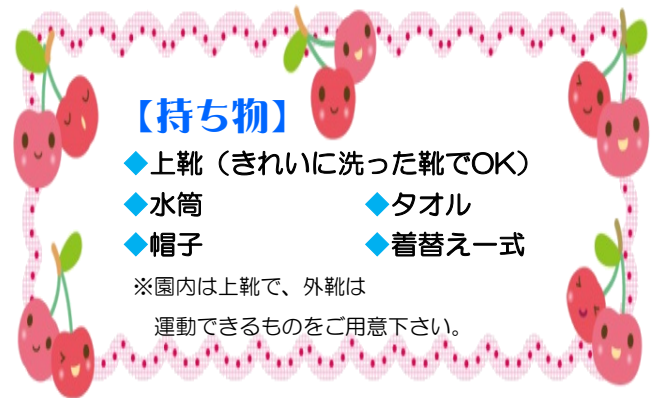 【持ち物】
◆上靴（きれいに洗った靴でOK）
◆水筒　◆タオル
◆帽子　◆着替え一式
※園内は上靴で、外靴は
運動できるものをご用意下さい。